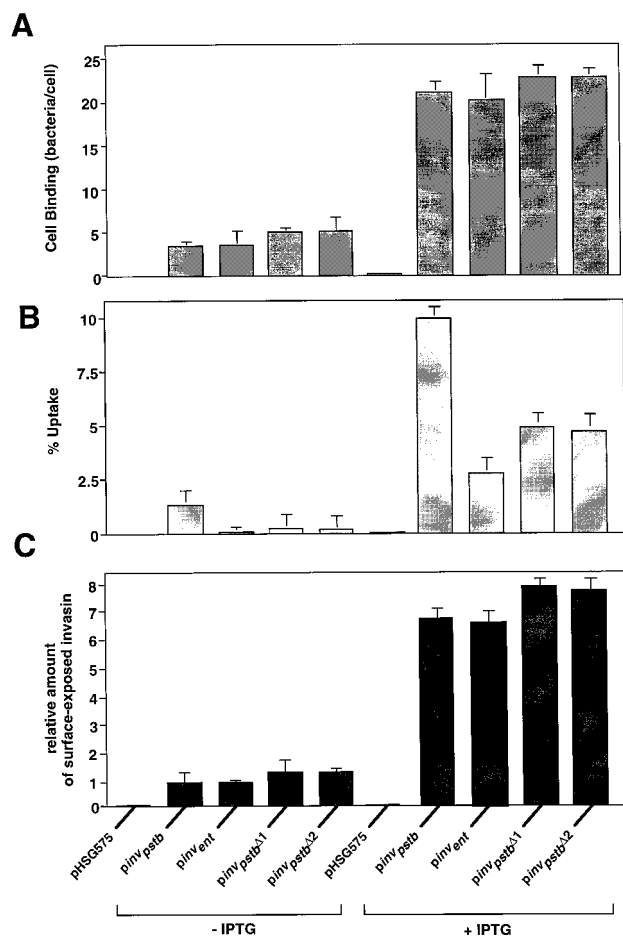 A
Cell Binding (bacteria/cell)
25
20
15
10
5
0
B
% Uptake
10
7.5
5
2.5
0
C
relative amount
of surface-exposed invasin
8
7
6
5
4
3
2
1
0
pHSG575
pinvpstb
pinvent
pinvpstbΔ1
pinvpstbΔ2
pHSG575
pinvpstb
pinvent
pinvpstbΔ1
pinvpstbΔ2
- IPTG
+ IPTG